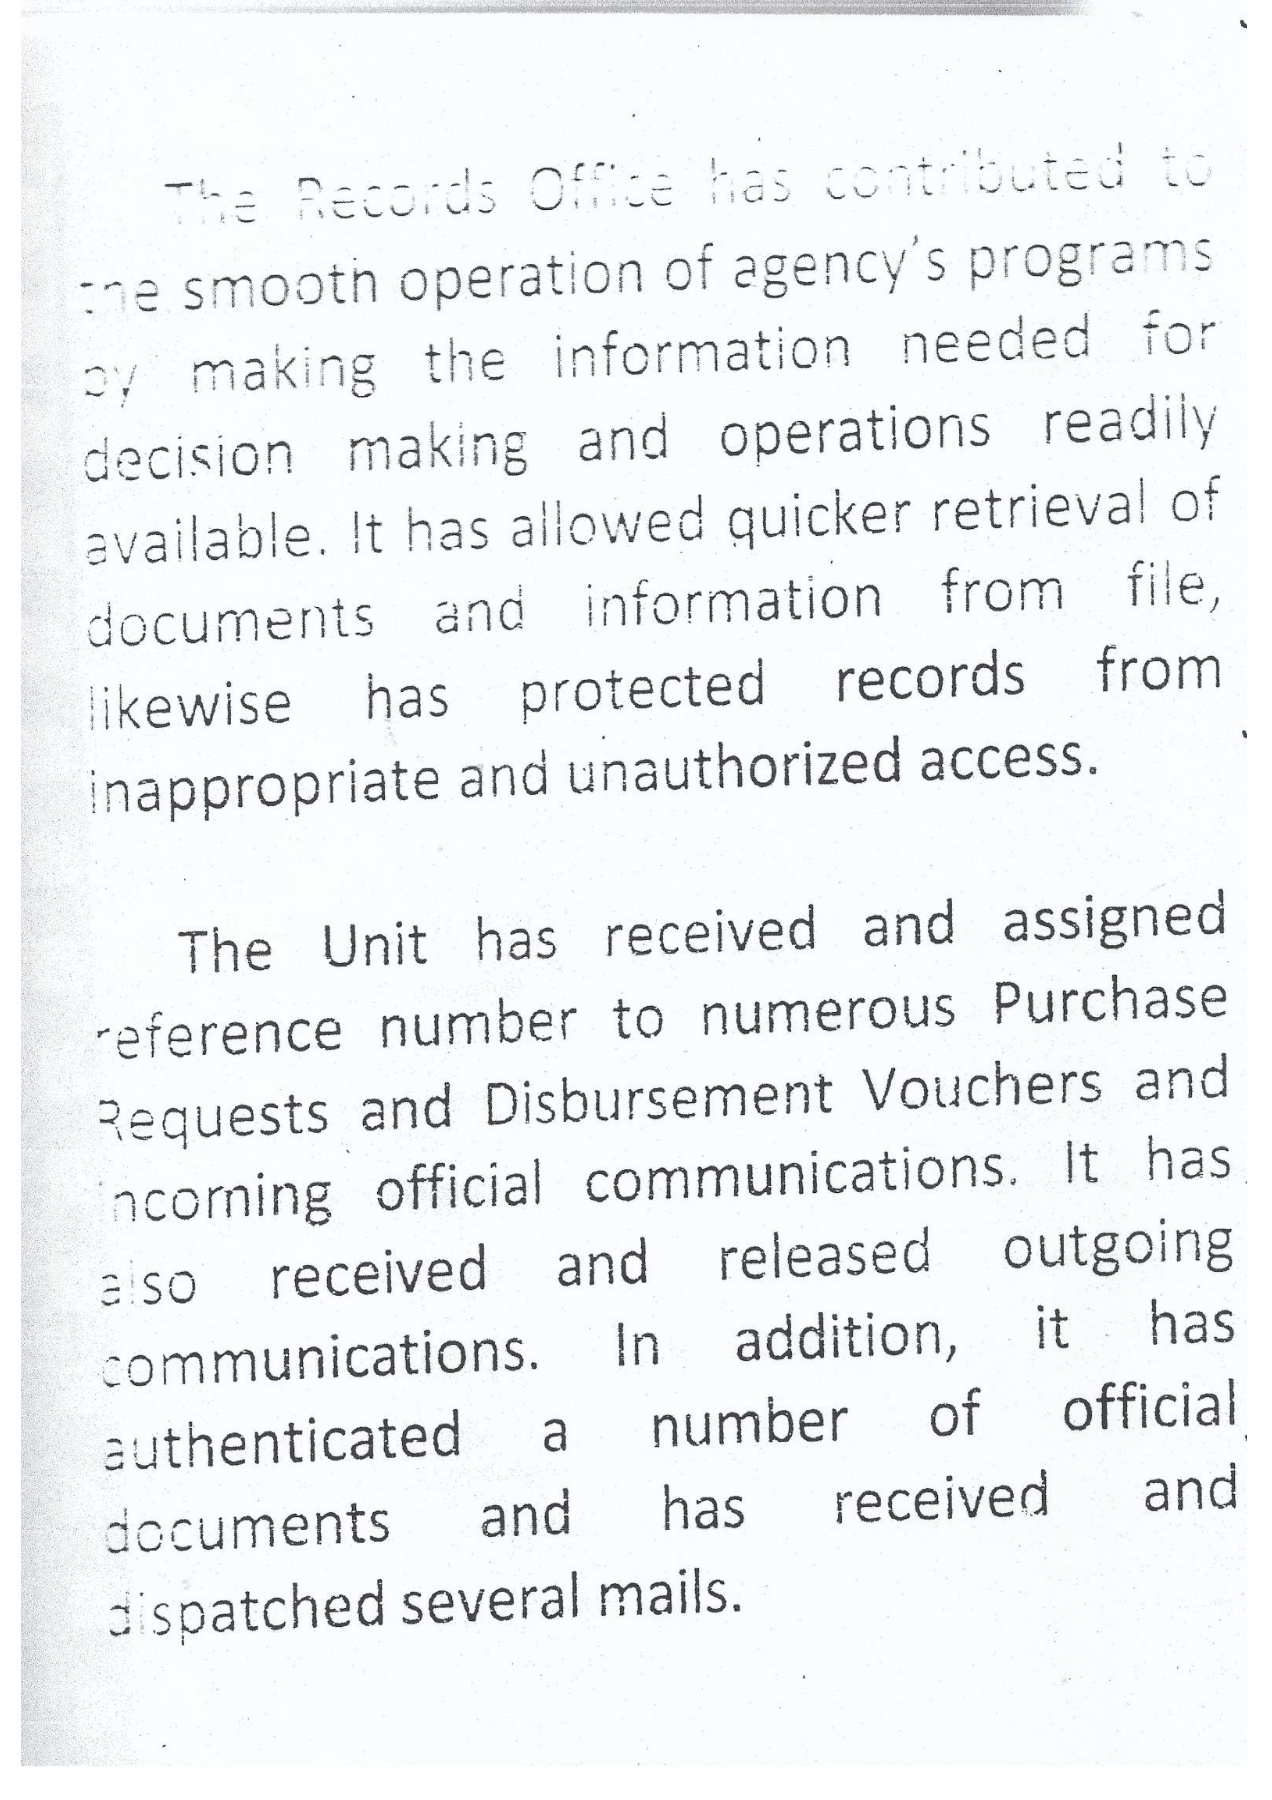 The Records Office has contributed to
the smooth operation of agency's programs
by making the information needed for
decision making and operations readily
available. It has allowed quicker retrieval of
documents and information from file,
likewise has protected records from
inappropriate and unauthorized access.
The Unit has received and assigned
reference number to numerous Purchase
Requests and Disbursement Vouchers and
incoming official communications. It has
also received and released outgoing
communications. In addition, it has
authenticated a number of official
documents and has received and
dispatched several mails.